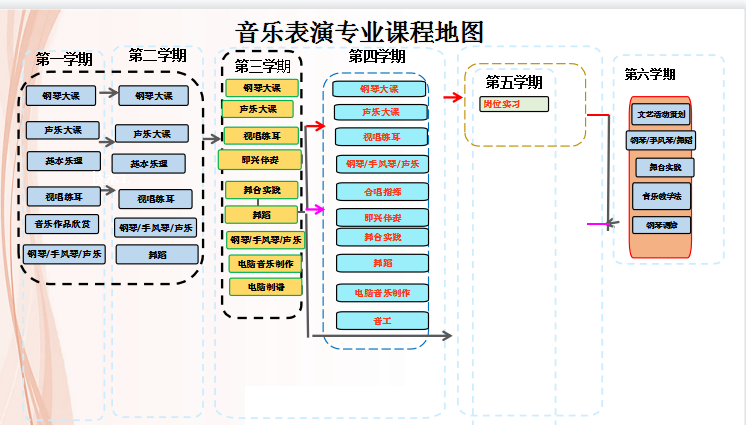 音乐表演专业课程地图
第一学期
钢琴大课
声乐大课
基本乐理
视唱练耳
音乐作品欣赏
钢琴/手风琴/声乐
第二学期
钢琴大课
声乐大课
基本乐理
视唱练耳
钢琴/手风琴/声乐
舞蹈
第三学期
钢琴大课
声乐大课
视唱练耳
即兴伴奏
舞台实践
舞蹈
钢琴/手风琴/声乐
电脑音乐制作
电脑制谱
第四学期
钢琴大课
声乐大课
视唱练耳
钢琴/手风琴/声乐
合唱指挥
即兴伴奏
舞台实践
舞蹈
电脑音乐制作
音工
第五学期
岗位实习
第六学期
文艺活动策划
钢琴/手风琴/舞蹈
舞台实践
音乐教学法
钢琴调律